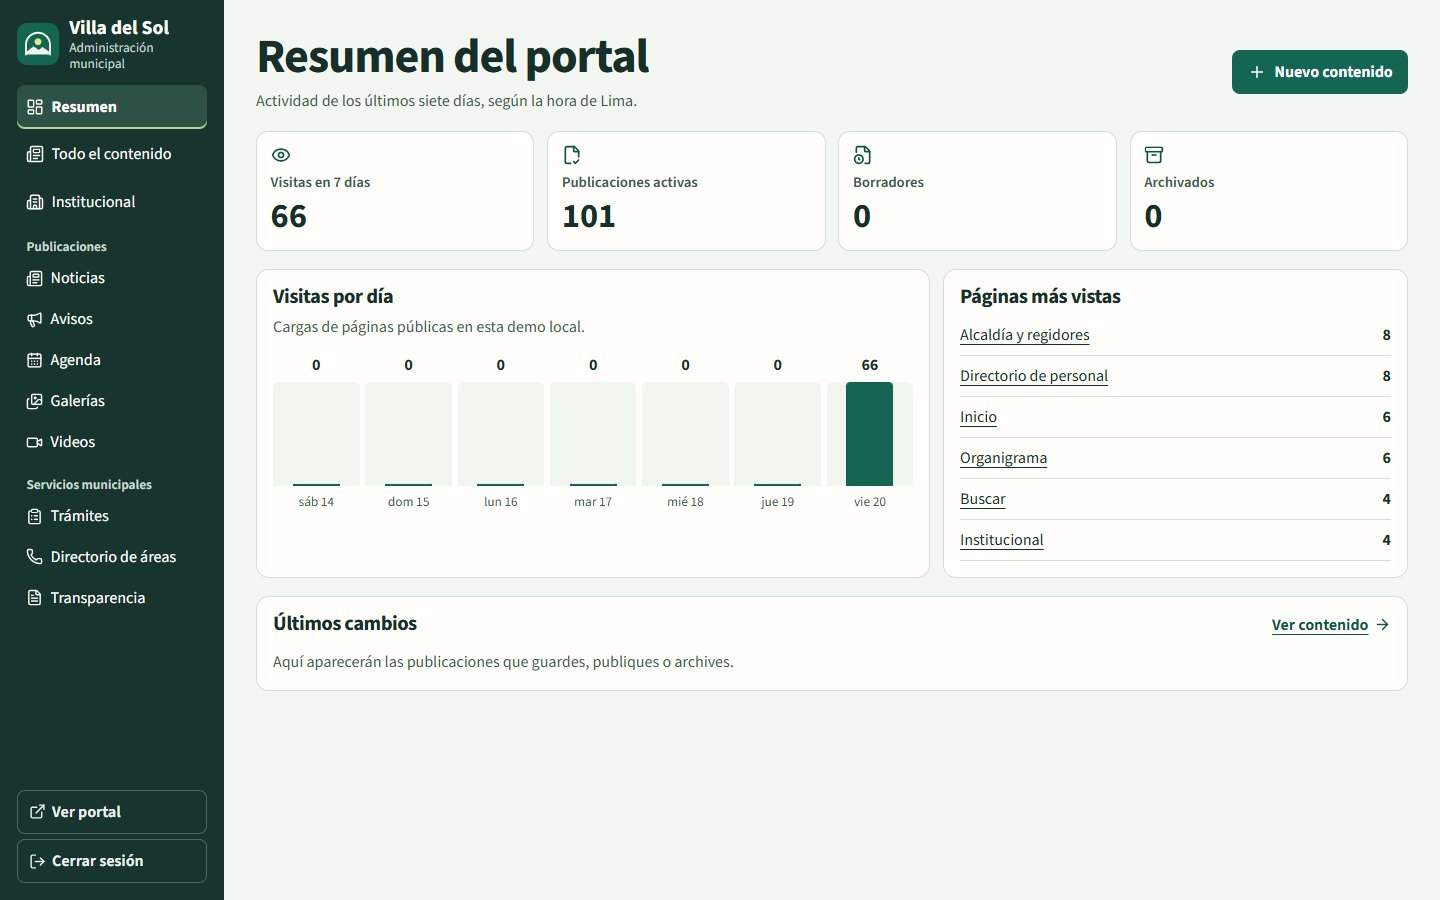 Villa del Sol
Administración
municipal
Resumen
Todo el contenido
Institucional
Publicaciones
Noticias
Avisos
Agenda
Galerías
Videos
Servicios municipales
Trámites
Directorio de áreas
Transparencia
Ver portal
Cerrar sesión
Resumen del portal
Actividad de los últimos siete días, según la hora de Lima.
Nuevo contenido
Visitas en 7 días
66
Publicaciones activas
101
Borradores
0
Archivados
0
Visitas por día
Cargas de páginas públicas en esta demo local.
0 0 0 0 0 0 66
sáb 14 dom 15 lun 16 mar 17 mié 18 jue 19 vie 20
Páginas más vistas
Alcaldía y regidores 8
Directorio de personal 8
Inicio 6
Organigrama 6
Buscar 4
Institucional 4
Últimos cambios
Ver contenido
Aquí aparecerán las publicaciones que guardes, publiques o archives.